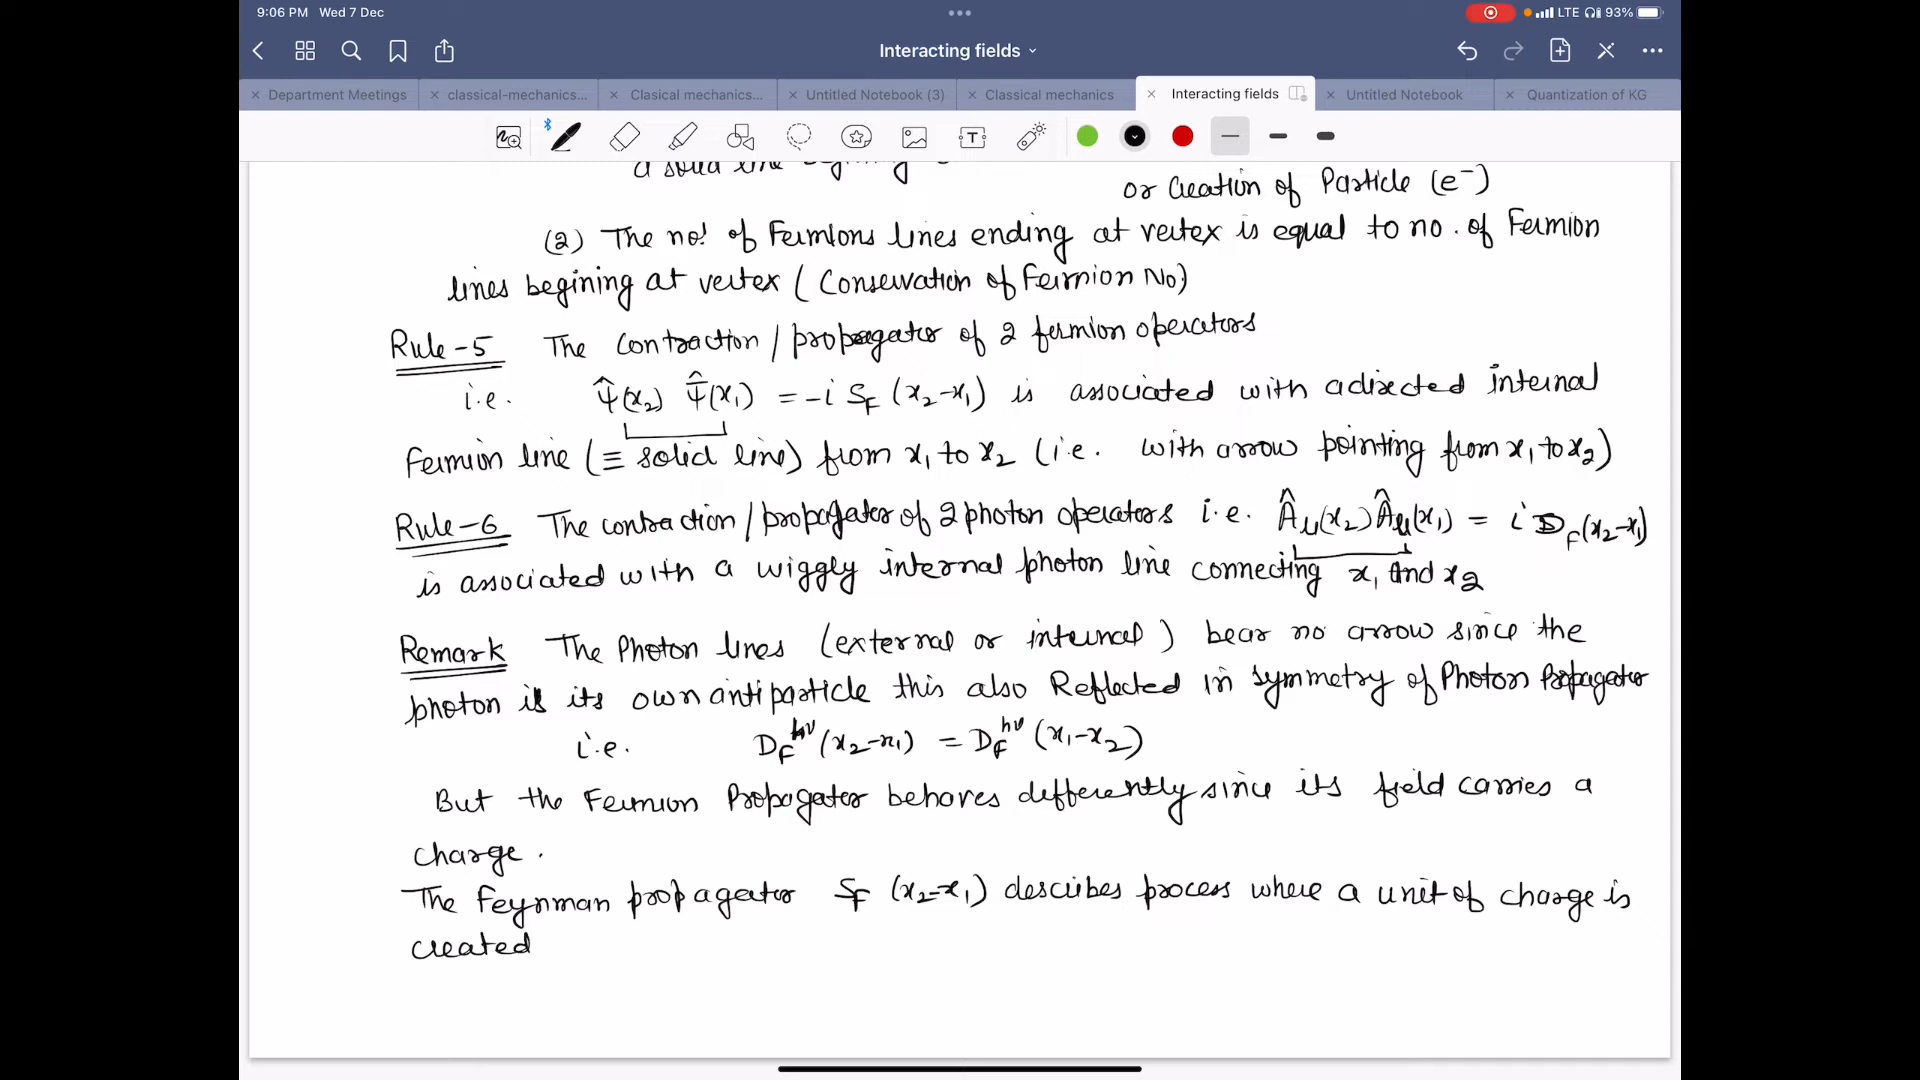 9:06 PM Wed 7 Dec
LTE 93%
Interacting fields
Department Meetings
classical-mechanics...
Clasical mechanics...
Untitled Notebook (3)
Classical mechanics
Interacting fields
Untitled Notebook
Quantization of KG
a solid line begining
or creation of Particle (e⁻)
(2) The no! of Fermions lines ending at vertex is equal to no. of Fermion
lines begining at vertex (Conservation of Fermion No)
Rule-5 The contraction / propagator of 2 fermion operators
i.e. ψ̂(x₂) ψ̄̂(x₁) = -i S_F (x₂-x₁) is associated with a directed internal
Fermion line (≡ solid line) from x₁ to x₂ (i.e. with arrow pointing from x₁ to x₂)
Rule-6 The contraction / propagator of 2 photon operators i.e. Â_μ(x₂) Â(x₁) = i D_F(x₂-x₁)
is associated with a wiggly internal photon line connecting x₁ and x₂
Remark The Photon lines (external or internal) bear no arrow since the
photon is its own antiparticle this also Reflected in symmetry of Photon Propagator
i.e. D_F^μν (x₂-x₁) = D_F^μν (x₁-x₂)
But the Fermion Propagator behaves differently since its field carries a
charge.
The Feynman propagator S_F (x₂-x₁) describes process where a unit of charge is
created